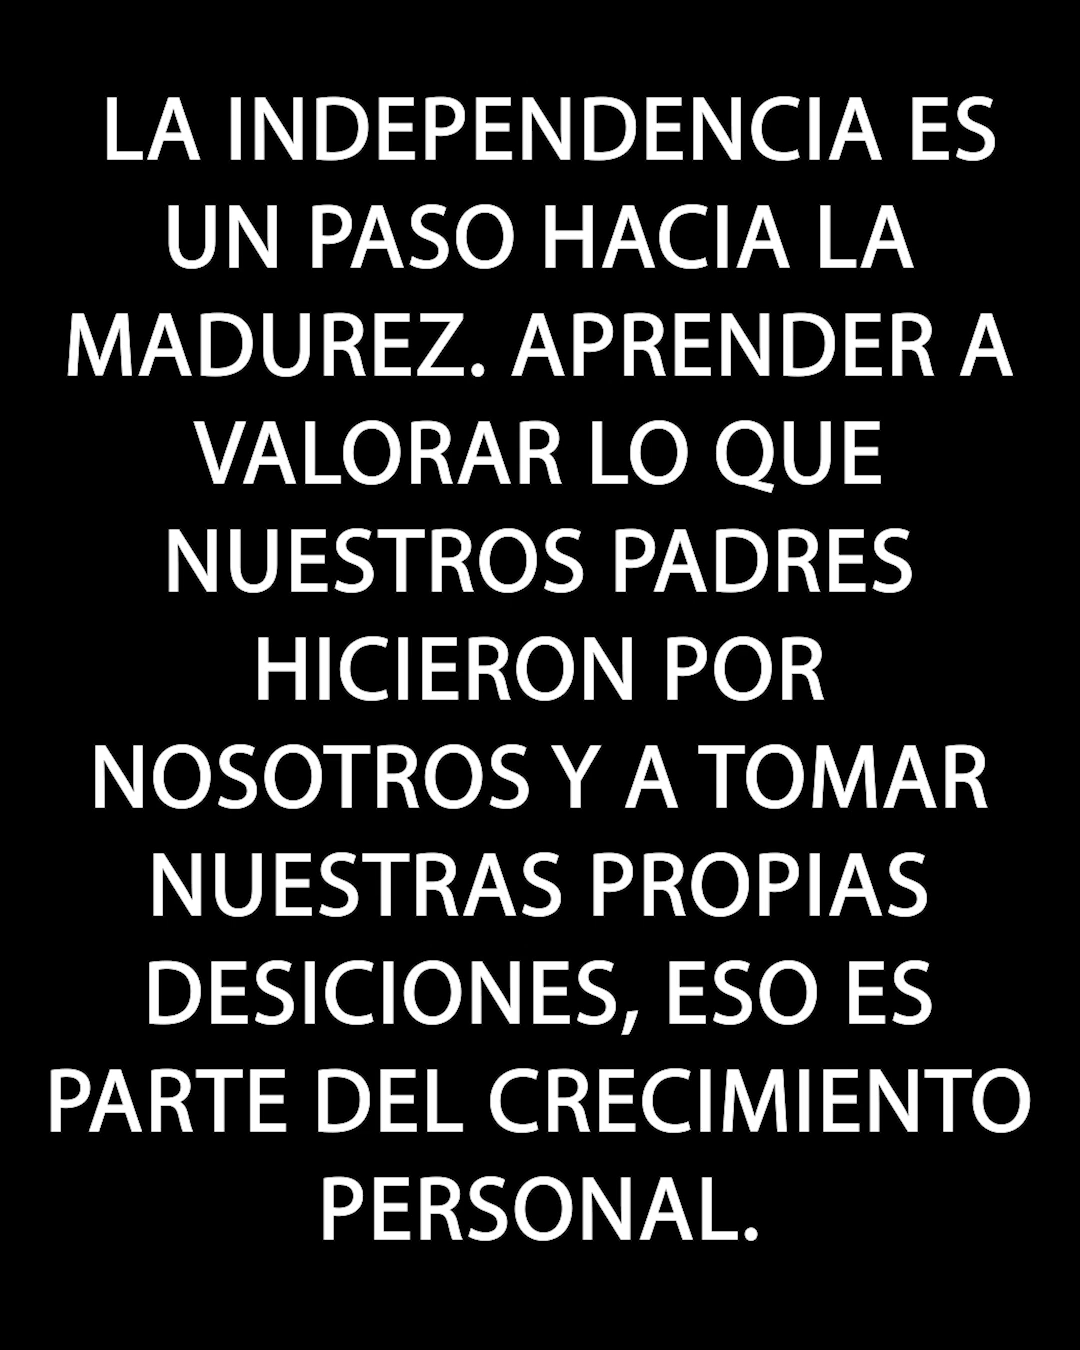 LA INDEPENDENCIA ES
UN PASO HACIA LA
MADUREZ. APRENDER A
VALORAR LO QUE
NUESTROS PADRES
HICIERON POR
NOSOTROS Y A TOMAR
NUESTRAS PROPIAS
DESICIONES, ESO ES
PARTE DEL CRECIMIENTO
PERSONAL.